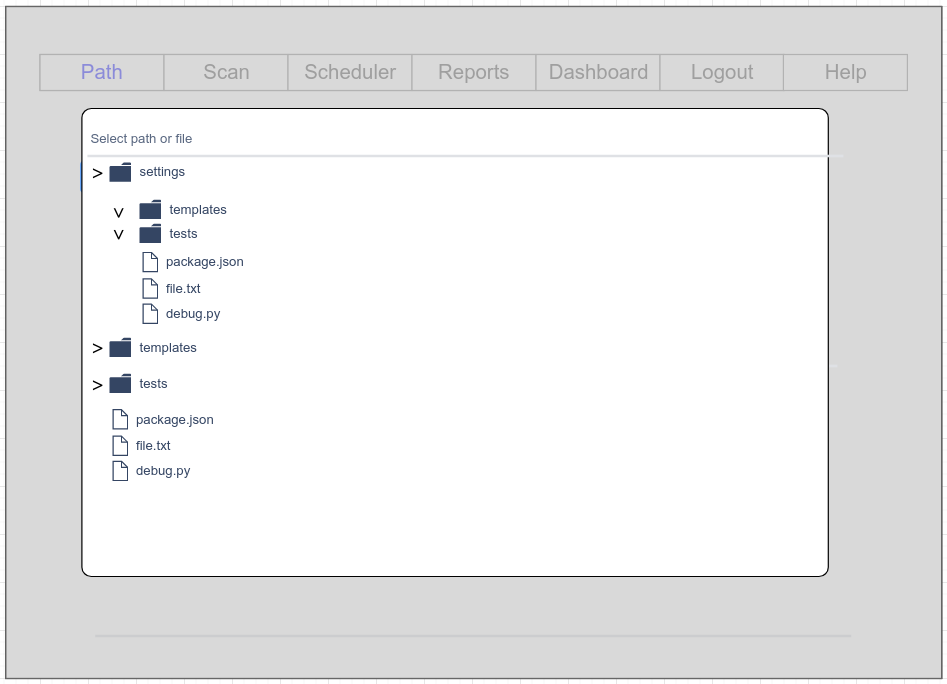 Path Scan Scheduler Reports Dashboard Logout Help
Select path or file
> settings
v templates
v tests
package.json
file.txt
debug.py
> templates
> tests
package.json
file.txt
debug.py